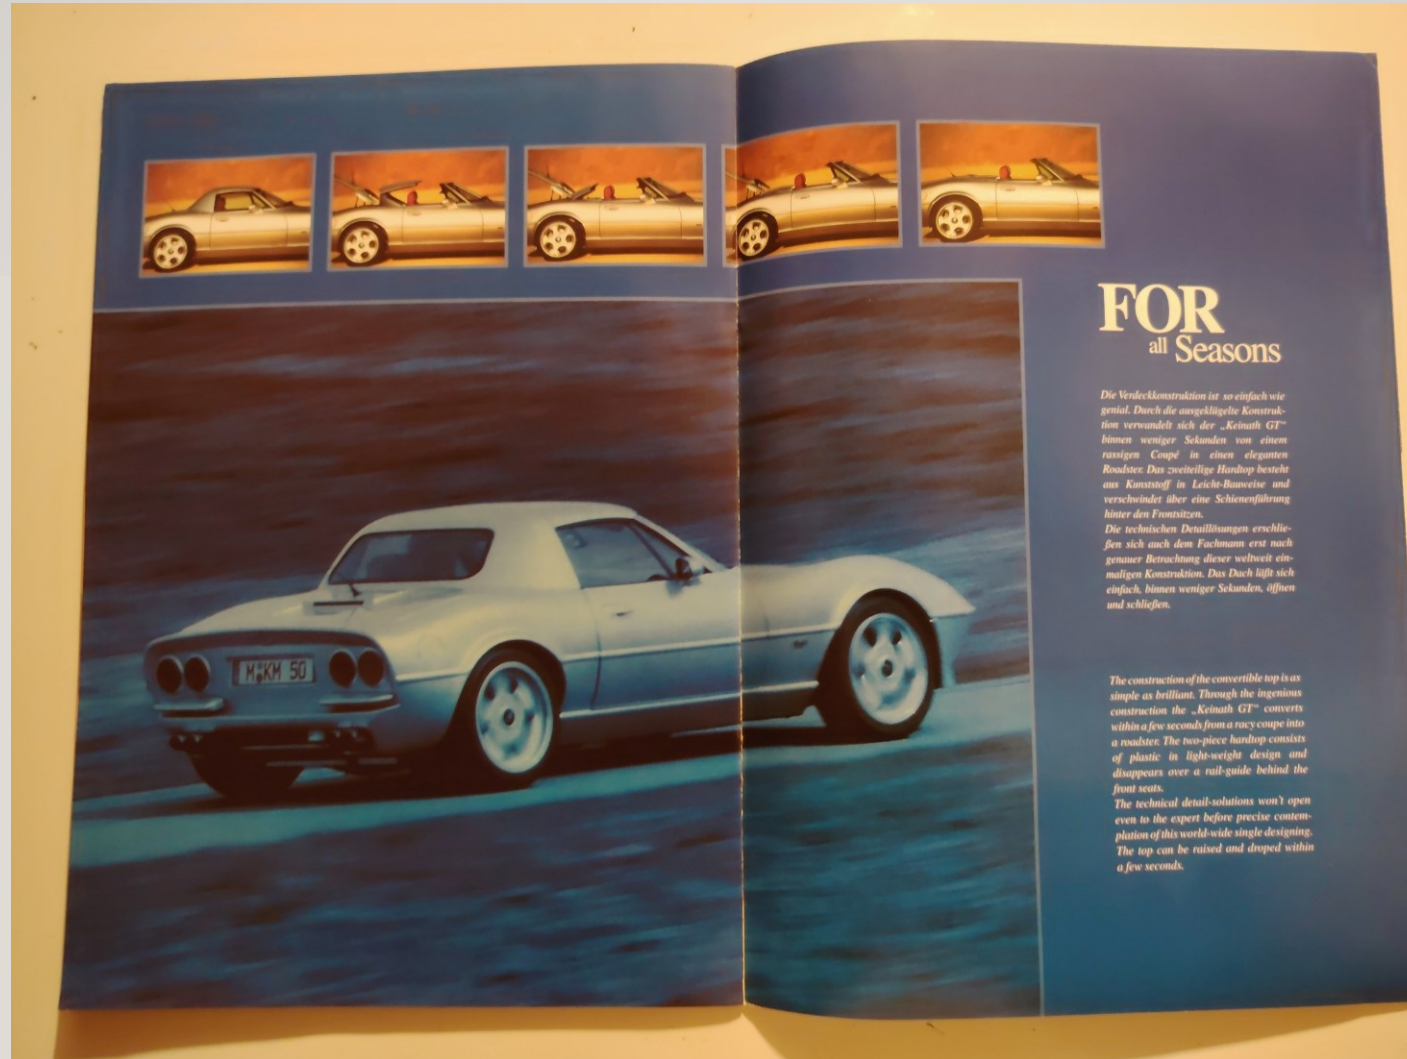 FOR
all Seasons
Die Verdeckkonstruktion ist so einfach wie
genial. Durch die ausgeklügelte Konstruk-
tion verwandelt sich der „Keinath GT“
binnen weniger Sekunden von einem
rassigen Coupé in einen eleganten
Roadster. Das zweiteilige Hardtop besteht
aus Kunststoff in Leicht-Bauweise und
verschwindet über eine Schienenführung
hinter den Frontsitzen.
Die technischen Detaillösungen erschlie-
ßen sich auch dem Fachmann erst nach
genauer Betrachtung dieser weltweit ein-
maligen Konstruktion. Das Dach läßt sich
einfach, binnen weniger Sekunden, öffnen
und schließen.
The construction of the convertible top is as
simple as brilliant. Through the ingenious
construction the „Keinath GT“ converts
within a few seconds from a racy coupe into
a roadster. The two-piece hardtop consists
of plastic in light-weight design and
disappears over a rail-guide behind the
front seats.
The technical detail-solutions won't open
even to the expert before precise contem-
plation of this world-wide single designing.
The top can be raised and droped within
a few seconds.
M KM 50